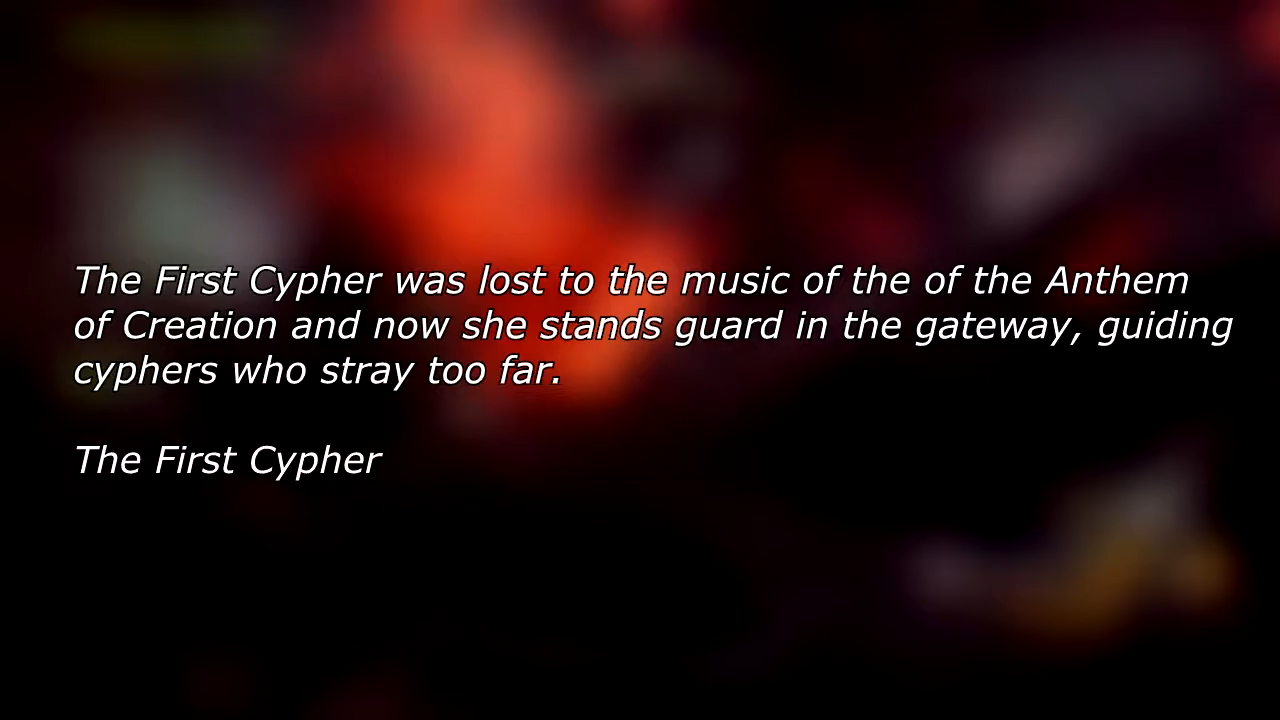 The First Cypher was lost to the music of the of the Anthem
of Creation and now she stands guard in the gateway, guiding
cyphers who stray too far.
The First Cypher